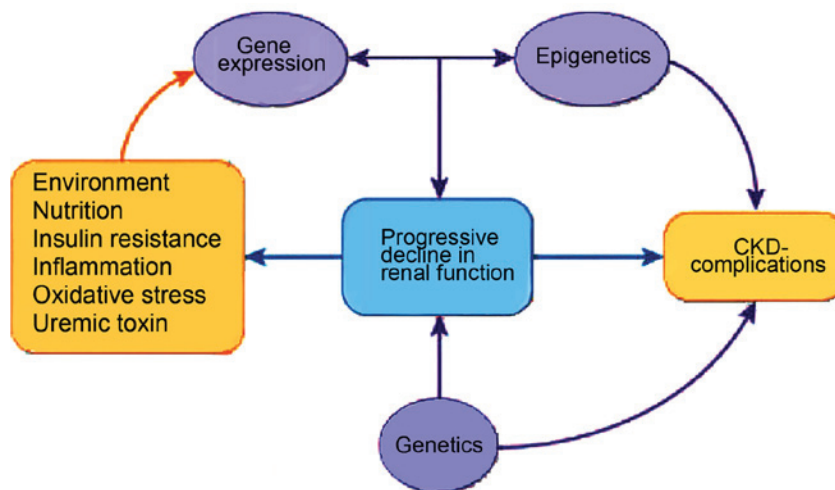 Gene
expression
Epigenetics
Environment
Nutrition
Insulin resistance
Inflammation
Oxidative stress
Uremic toxin
Progressive
decline in
renal function
CKD-
complications
Genetics